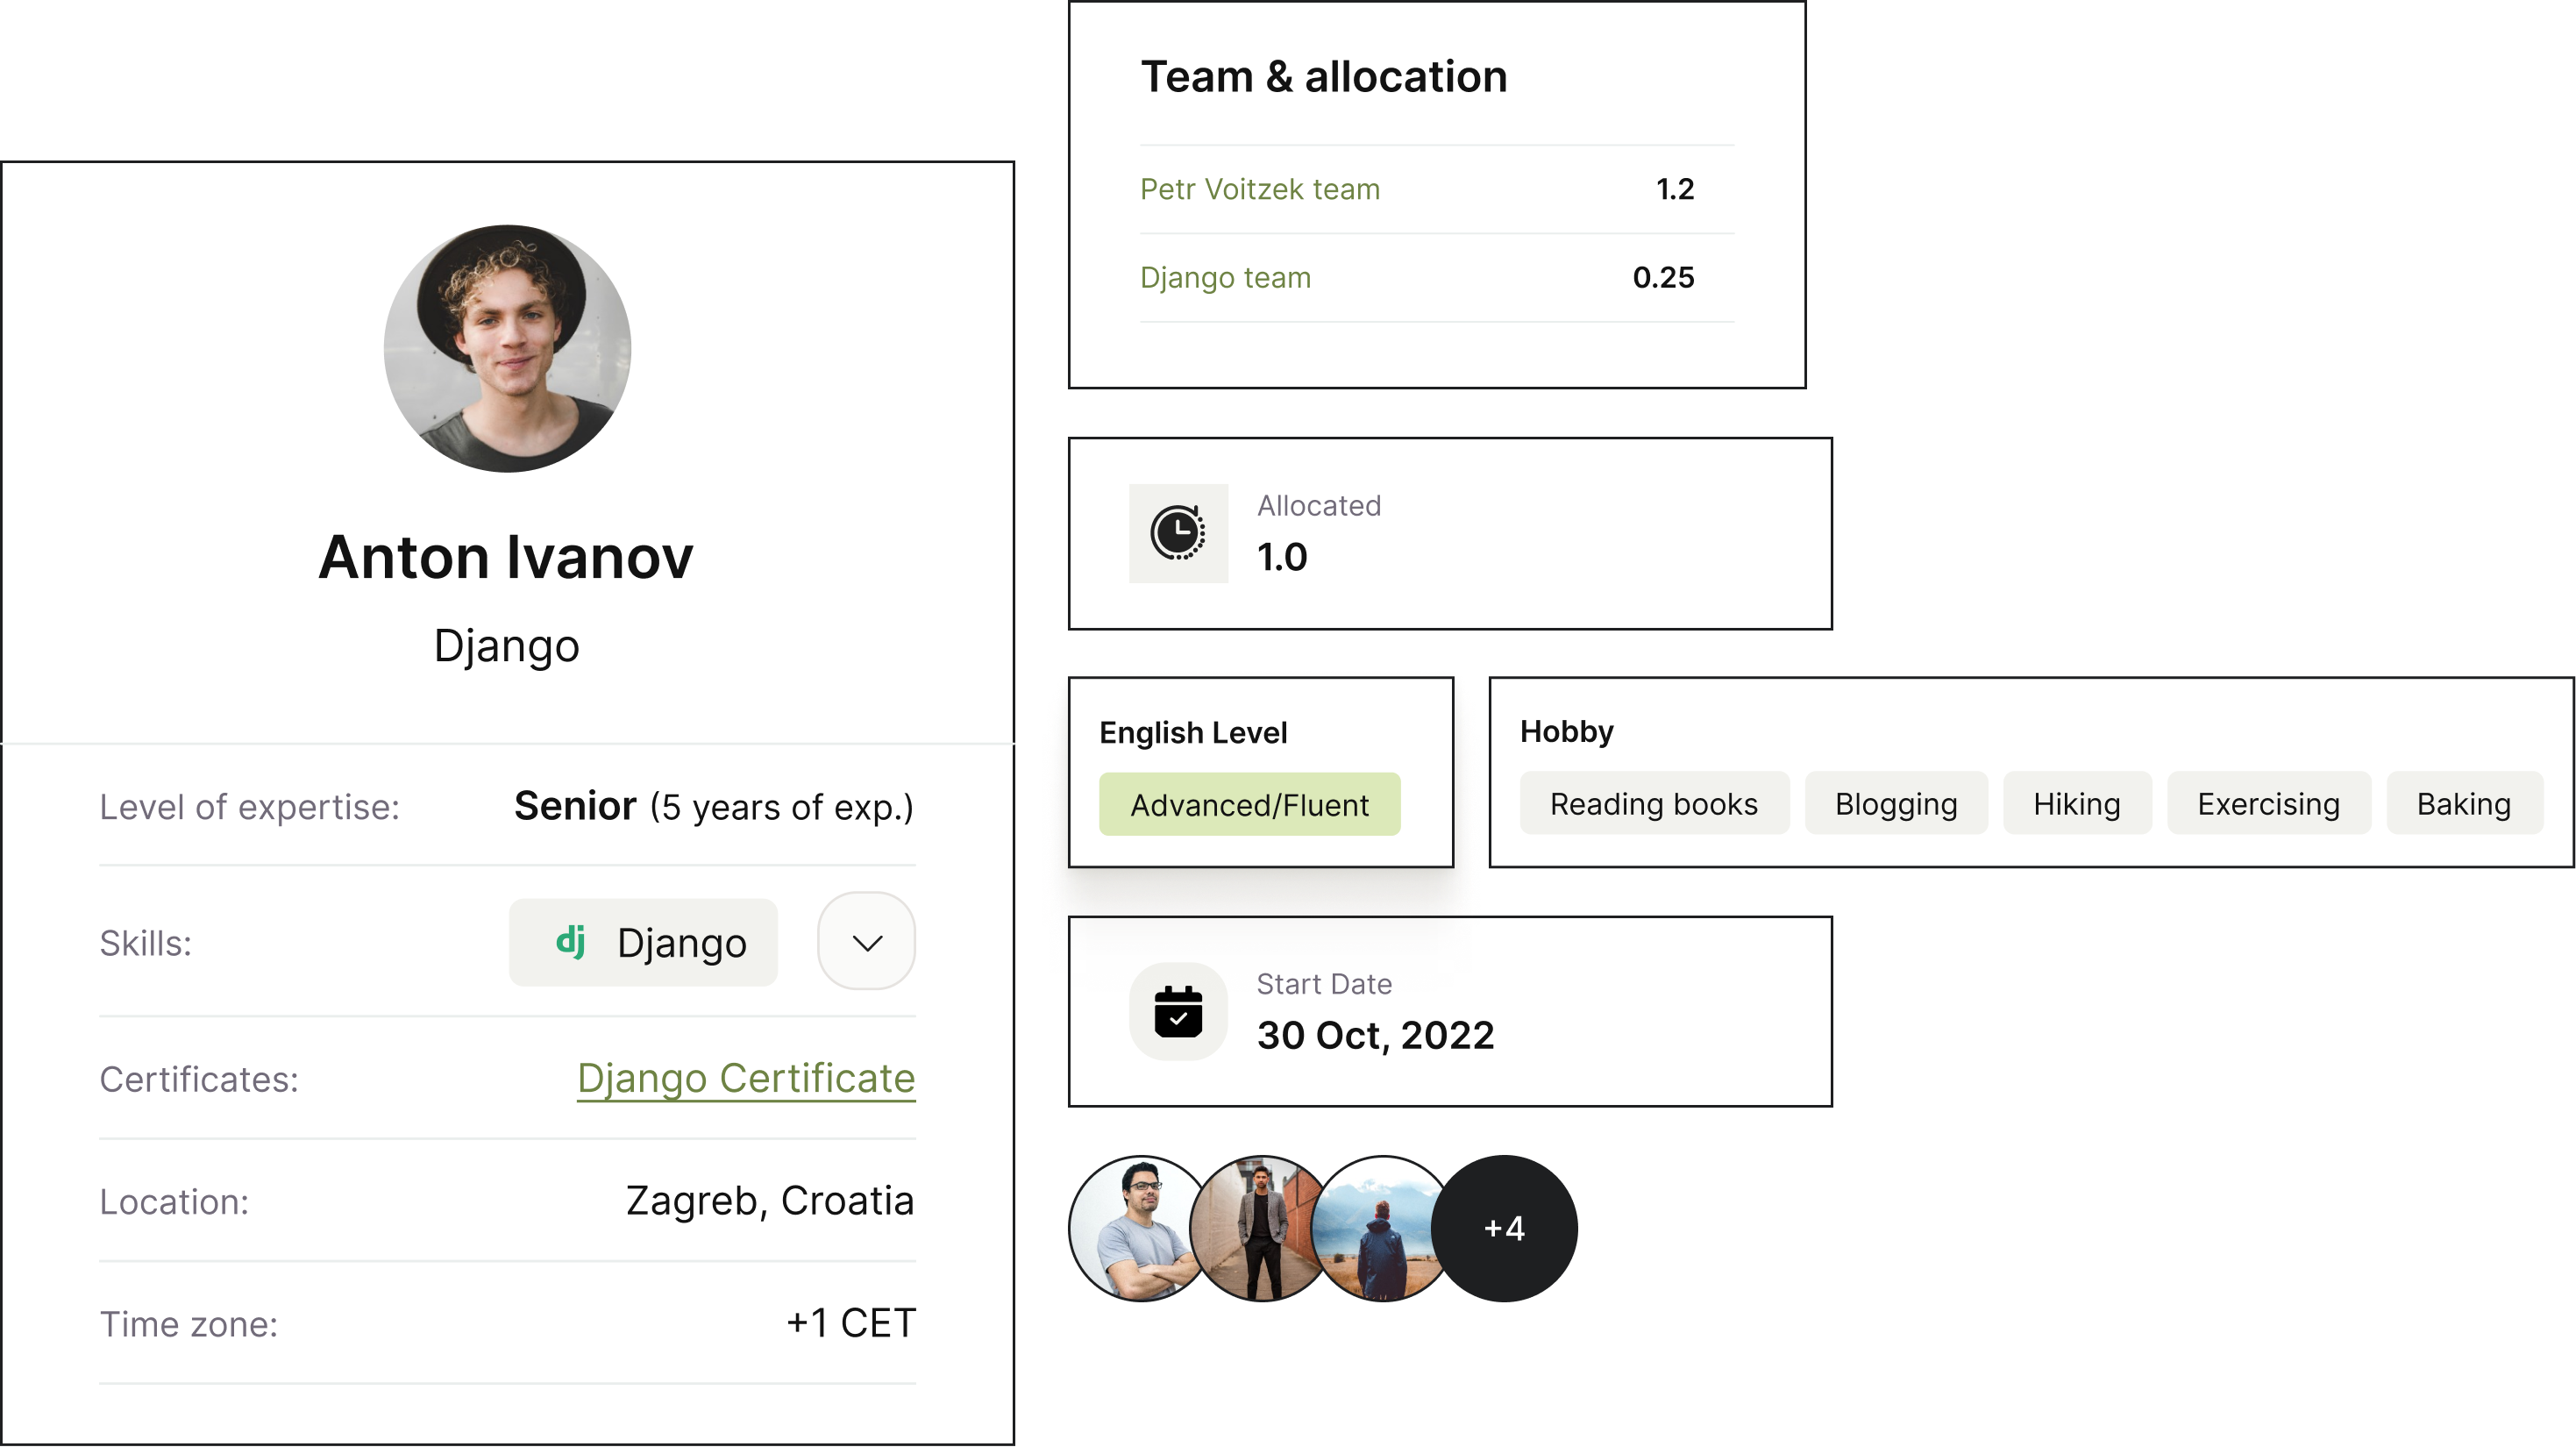 Anton Ivanov
Django
Level of expertise: Senior (5 years of exp.)
Skills: dj Django
Certificates: Django Certificate
Location: Zagreb, Croatia
Time zone: +1 CET
Team & allocation
Petr Voitzek team 1.2
Django team 0.25
Allocated
1.0
English Level
Advanced/Fluent
Hobby
Reading books Blogging Hiking Exercising Baking
Start Date
30 Oct, 2022
+4